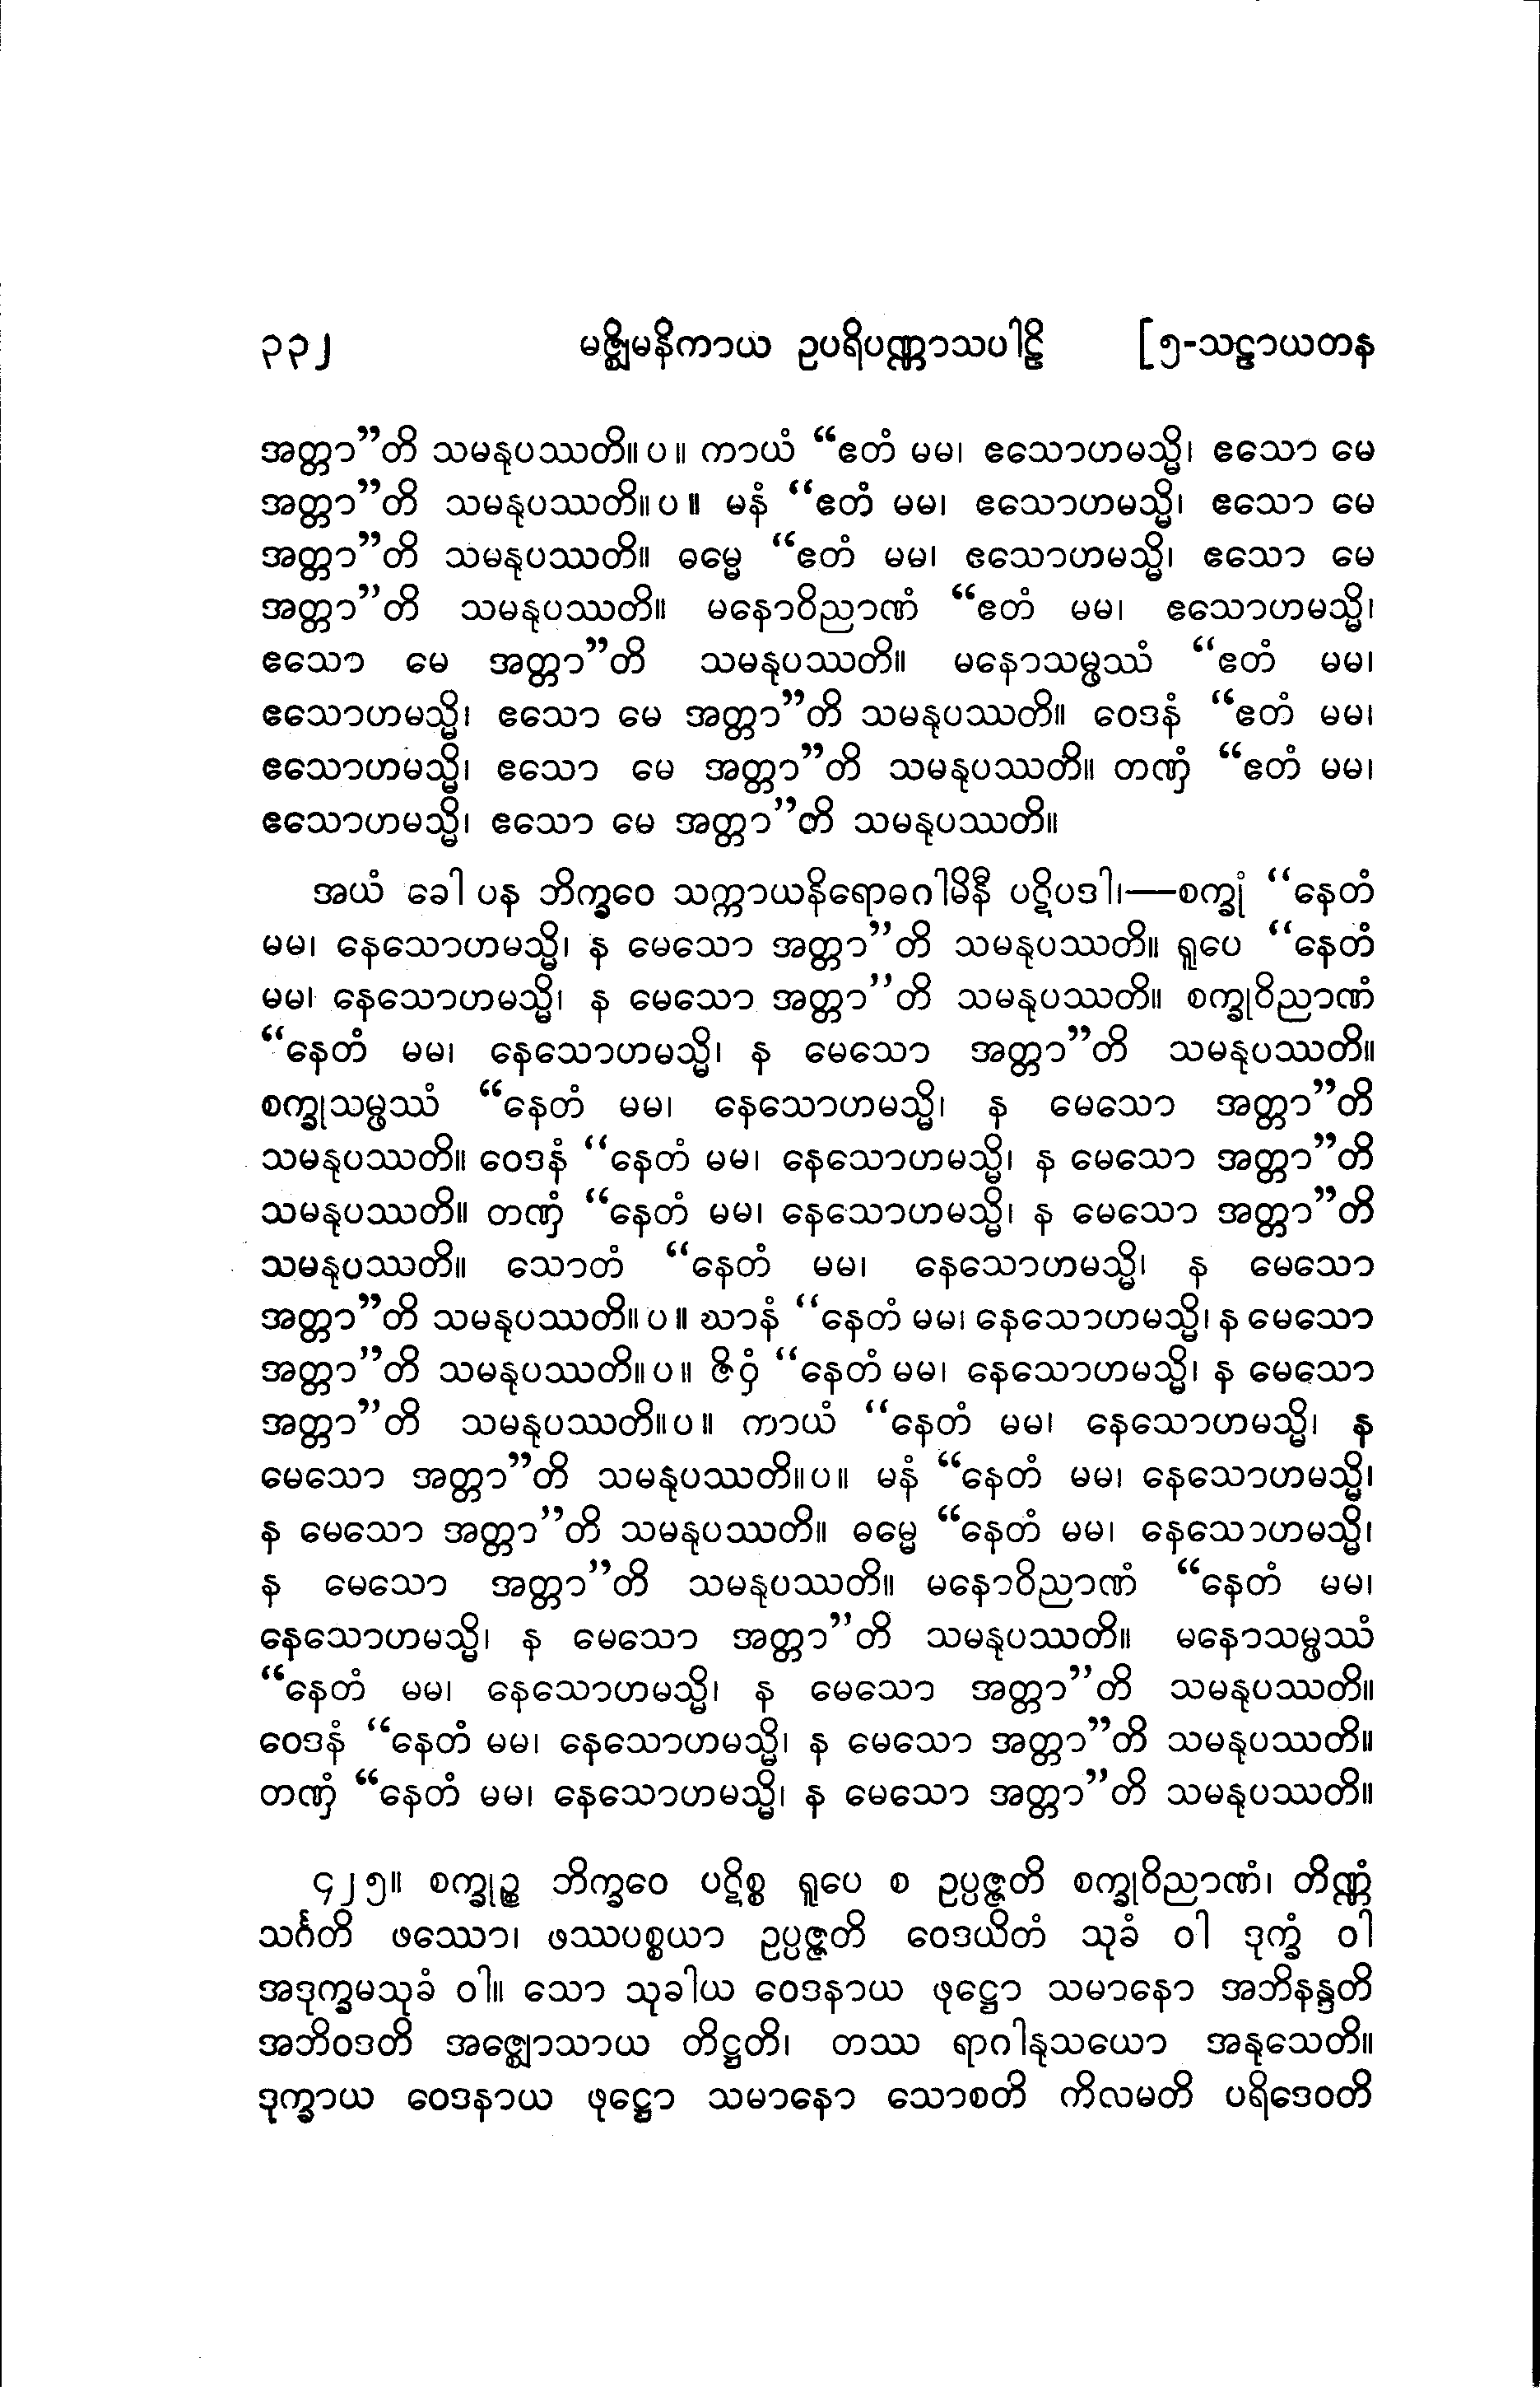 ၃၃၂ မဇ္ဈိမနိကာယ ဥပရိပဏ္ဏာသပါဠိ [၅-သဠာယတန
အတ္တာ”တိ သမနုပဿတိ။ပ။ ကာယံ “ဧတံ မမ၊ ဧသောဟမသ္မိ၊ ဧသော မေ
အတ္တာ”တိ သမနုပဿတိ။ပ။ မနံ “ဧတံ မမ၊ ဧသောဟမသ္မိ၊ ဧသော မေ
အတ္တာ”တိ သမနုပဿတိ။ ဓမ္မေ “ဧတံ မမ၊ ဧသောဟမသ္မိ၊ ဧသော မေ
အတ္တာ”တိ သမနုပဿတိ။ မနောဝိညာဏံ “ဧတံ မမ၊ ဧသောဟမသ္မိ၊
ဧသော မေ အတ္တာ”တိ သမနုပဿတိ။ မနောသမ္ဖဿံ “ဧတံ မမ၊
ဧသောဟမသ္မိ၊ ဧသော မေ အတ္တာ”တိ သမနုပဿတိ။ ဝေဒနံ “ဧတံ မမ၊
ဧသောဟမသ္မိ၊ ဧသော မေ အတ္တာ”တိ သမနုပဿတိ။ တဏှံ “ဧတံ မမ၊
ဧသောဟမသ္မိ၊ ဧသော မေ အတ္တာ”တိ သမနုပဿတိ။
အယံ ခေါ ပန ဘိက္ခဝေ သက္ကာယနိရောဓဂါမိနီ ပဋိပဒါ၊—စက္ခုံ “နေတံ
မမ၊ နေသောဟမသ္မိ၊ န မေသော အတ္တာ”တိ သမနုပဿတိ။ ရူပေ “နေတံ
မမ၊ နေသောဟမသ္မိ၊ န မေသော အတ္တာ”တိ သမနုပဿတိ။ စက္ခုဝိညာဏံ
“နေတံ မမ၊ နေသောဟမသ္မိ၊ န မေသော အတ္တာ”တိ သမနုပဿတိ။
စက္ခုသမ္ဖဿံ “နေတံ မမ၊ နေသောဟမသ္မိ၊ န မေသော အတ္တာ”တိ
သမနုပဿတိ။ ဝေဒနံ “နေတံ မမ၊ နေသောဟမသ္မိ၊ န မေသော အတ္တာ”တိ
သမနုပဿတိ။ တဏှံ “နေတံ မမ၊ နေသောဟမသ္မိ၊ န မေသော အတ္တာ”တိ
သမနုပဿတိ။ သောတံ “နေတံ မမ၊ နေသောဟမသ္မိ၊ န မေသော
အတ္တာ”တိ သမနုပဿတိ။ပ။ ဃာနံ “နေတံ မမ၊ နေသောဟမသ္မိ၊ န မေသော
အတ္တာ”တိ သမနုပဿတိ။ပ။ ဇိဝှံ “နေတံ မမ၊ နေသောဟမသ္မိ၊ န မေသော
အတ္တာ”တိ သမနုပဿတိ။ပ။ ကာယံ “နေတံ မမ၊ နေသောဟမသ္မိ၊ န
မေသော အတ္တာ”တိ သမနုပဿတိ။ပ။ မနံ “နေတံ မမ၊ နေသောဟမသ္မိ၊
န မေသော အတ္တာ”တိ သမနုပဿတိ။ ဓမ္မေ “နေတံ မမ၊ နေသောဟမသ္မိ၊
န မေသော အတ္တာ”တိ သမနုပဿတိ။ မနောဝိညာဏံ “နေတံ မမ၊
နေသောဟမသ္မိ၊ န မေသော အတ္တာ”တိ သမနုပဿတိ။ မနောသမ္ဖဿံ
“နေတံ မမ၊ နေသောဟမသ္မိ၊ န မေသော အတ္တာ”တိ သမနုပဿတိ။
ဝေဒနံ “နေတံ မမ၊ နေသောဟမသ္မိ၊ န မေသော အတ္တာ”တိ သမနုပဿတိ။
တဏှံ “နေတံ မမ၊ နေသောဟမသ္မိ၊ န မေသော အတ္တာ”တိ သမနုပဿတိ။
၄၂၅။ စက္ခုဉ္စ ဘိက္ခဝေ ပဋိစ္စ ရူပေ စ ဥပ္ပဇ္ဇတိ စက္ခုဝိညာဏံ၊ တိဏ္ဏံ
သင်္ဂတိ ဖဿော၊ ဖဿပစ္စယာ ဥပ္ပဇ္ဇတိ ဝေဒယိတံ သုခံ ဝါ ဒုက္ခံ ဝါ
အဒုက္ခမသုခံ ဝါ။ သော သုခါယ ဝေဒနာယ ဖုဋ္ဌော သမာနော အဘိနန္ဒတိ
အဘိဝဒတိ အဇ္ဈောသာယ တိဋ္ဌတိ၊ တဿ ရာဂါနုသယော အနုသေတိ။
ဒုက္ခာယ ဝေဒနာယ ဖုဋ္ဌော သမာနော သောစတိ ကိလမတိ ပရိဒေဝတိ